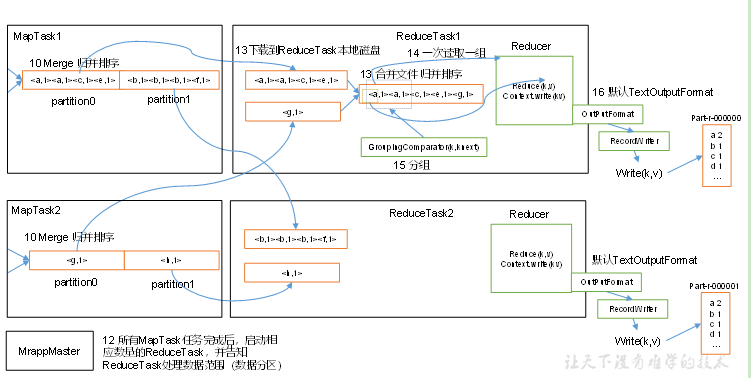 MapTask1
10 Merge 归并排序
<a,1><a,1><c,1><e,1>
<b,1><b,1><b,1><f,1>
partition0
partition1
ReduceTask1
13下载到ReduceTask 本地磁盘
<a,1><a,1><c,1><e,1>
<g,1>
13 合并文件 归并排序
<a,1><a,1><c,1><e,1><g,1>
GroupingComparator(k,knext)
15 分组
14 一次读取一组
Reducer
Reduce(k,v)
Context.write(k,v)
16 默认TextOutputFormat
OutPutFormat
RecordWriter
Write(k,v)
Part-r-000000
a 2
b 1
c 1
d 1
...
MapTask2
10 Merge 归并排序
<g,1>
<h,1>
partition0
partition1
ReduceTask2
<b,1><b,1><b,1><f,1>
<h,1>
Reducer
Reduce(k,v)
Context.write(k,v)
默认TextOutputFormat
OutPutFormat
RecordWriter
Write(k,v)
Part-r-000001
a 2
b 1
c 1
d 1
...
MrappMaster
12 所有MapTask任务完成后，启动相
应数量的ReduceTask，并告知
ReduceTask处理数据范围（数据分区）
让天下没有难学的技术